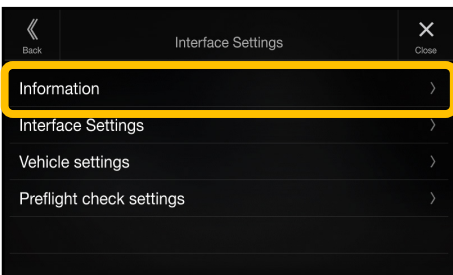 Interface Settings
Back
Close
Information
Interface Settings
Vehicle settings
Preflight check settings